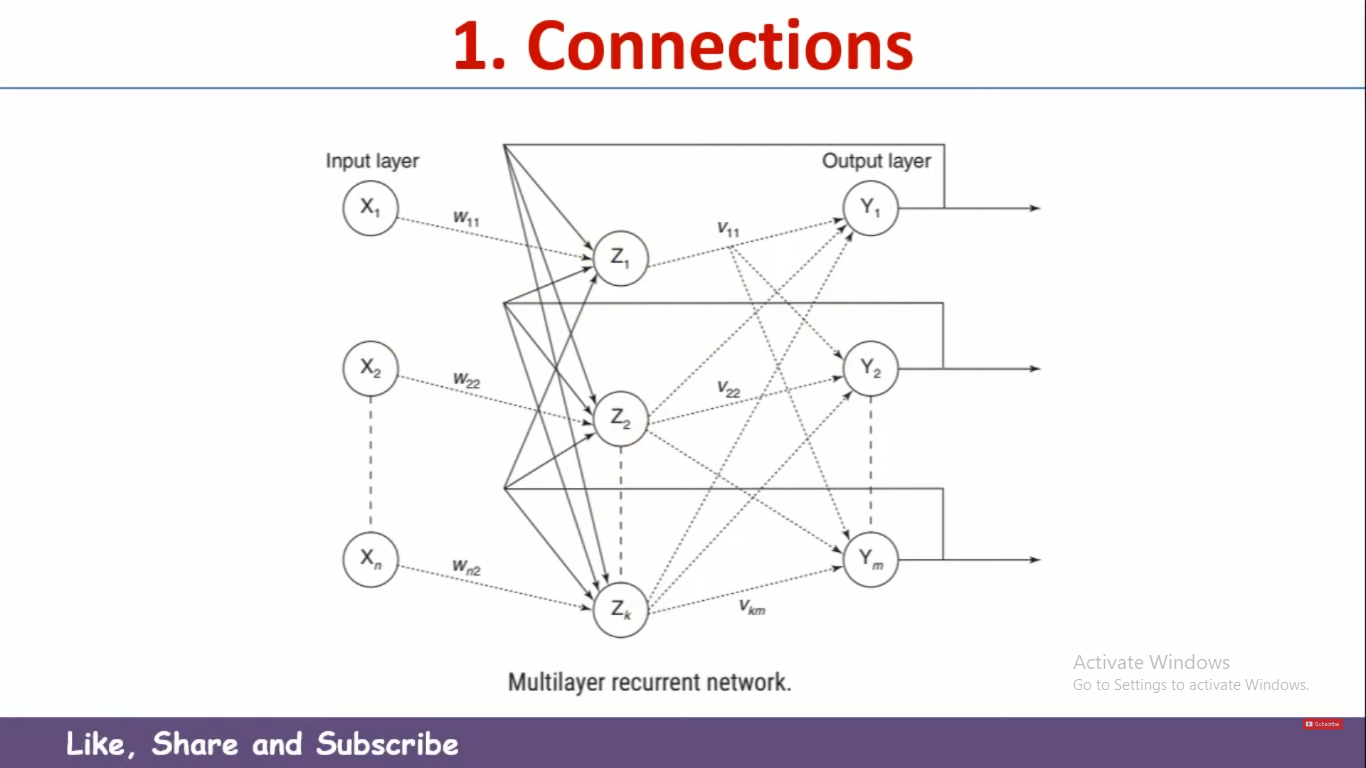 1. Connections
Input layer
Output layer
X1
w11
Z1
v11
Y1
X2
w22
Z2
v22
Y2
Xn
wn2
Zk
vkm
Ym
Multilayer recurrent network.
Activate Windows
Go to Settings to activate Windows.
Subscribe
Like, Share and Subscribe